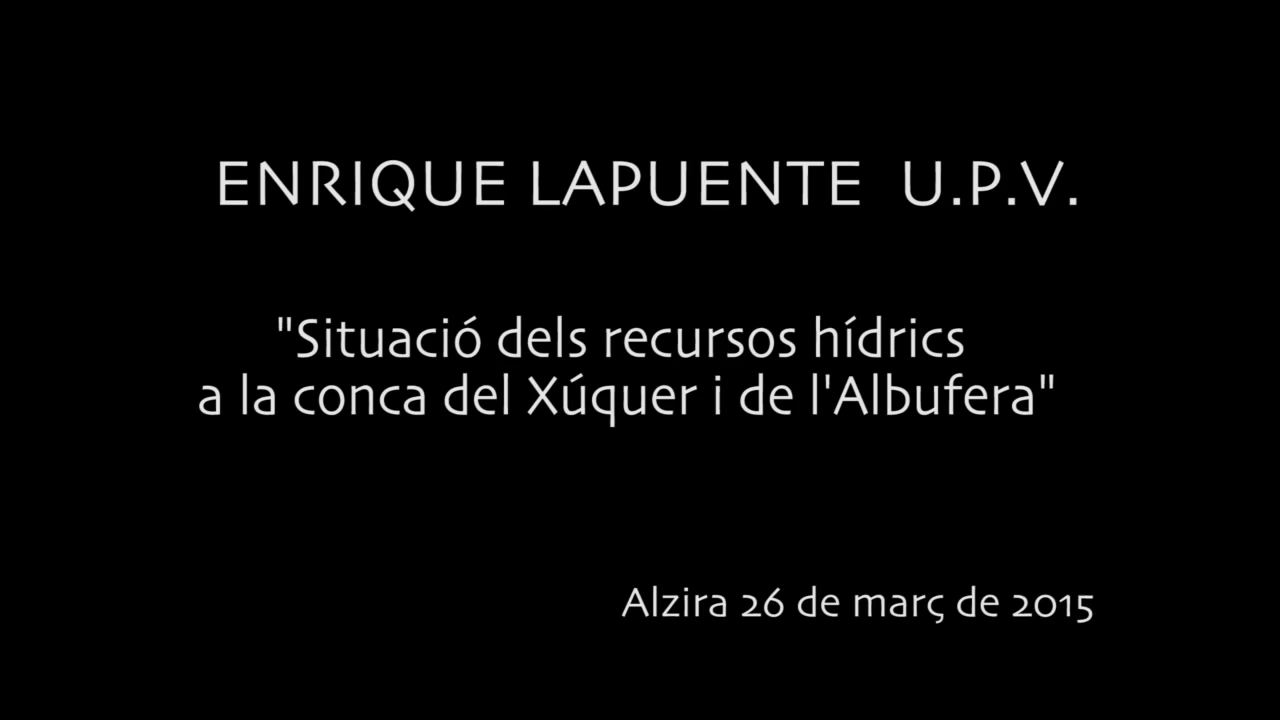 ENRIQUE LAPUENTE  U.P.V.
"Situació dels recursos hídrics
a la conca del Xúquer i de l'Albufera"
Alzira 26 de març de 2015